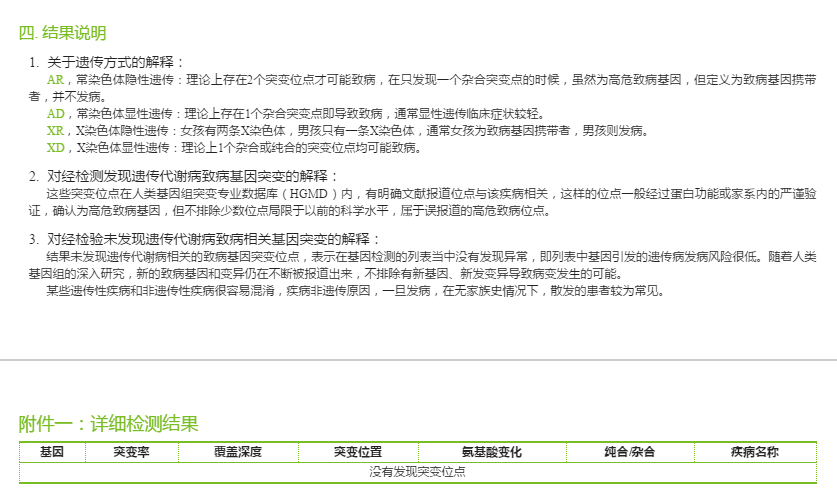 四. 结果说明
1. 关于遗传方式的解释：
AR，常染色体隐性遗传：理论上存在2个突变位点才可能致病，在只发现一个杂合突变点的时候，虽然为高危致病基因，但定义为致病基因携带
者，并不发病。
AD，常染色体显性遗传：理论上存在1个杂合突变点即导致致病，通常显性遗传临床症状较轻。
XR，X染色体隐性遗传：女孩有两条X染色体，男孩只有一条X染色体，通常女孩为致病基因携带者，男孩则发病。
XD，X染色体显性遗传：理论上1个杂合或纯合的突变位点均可能致病。
2. 对经检测发现遗传代谢病致病基因突变的解释：
这些突变位点在人类基因组突变专业数据库（HGMD）内，有明确文献报道位点与该疾病相关，这样的位点一般经过蛋白功能或家系内的严谨验
证，确认为高危致病基因，但不排除少数位点局限于以前的科学水平，属于误报道的高危致病位点。
3. 对经检验未发现遗传代谢病致病相关基因突变的解释：
结果未发现遗传代谢病相关的致病基因突变位点，表示在基因检测的列表当中没有发现异常，即列表中基因引发的遗传病发病风险很低。随着人类
基因组的深入研究，新的致病基因和变异仍在不断被报道出来，不排除有新基因、新发变异导致病变发生的可能。
某些遗传性疾病和非遗传性疾病很容易混淆，疾病非遗传原因，一旦发病，在无家族史情况下，散发的患者较为常见。
附件一：详细检测结果
基因 突变率 覆盖深度 突变位置 氨基酸变化 纯合/杂合 疾病名称
没有发现突变位点